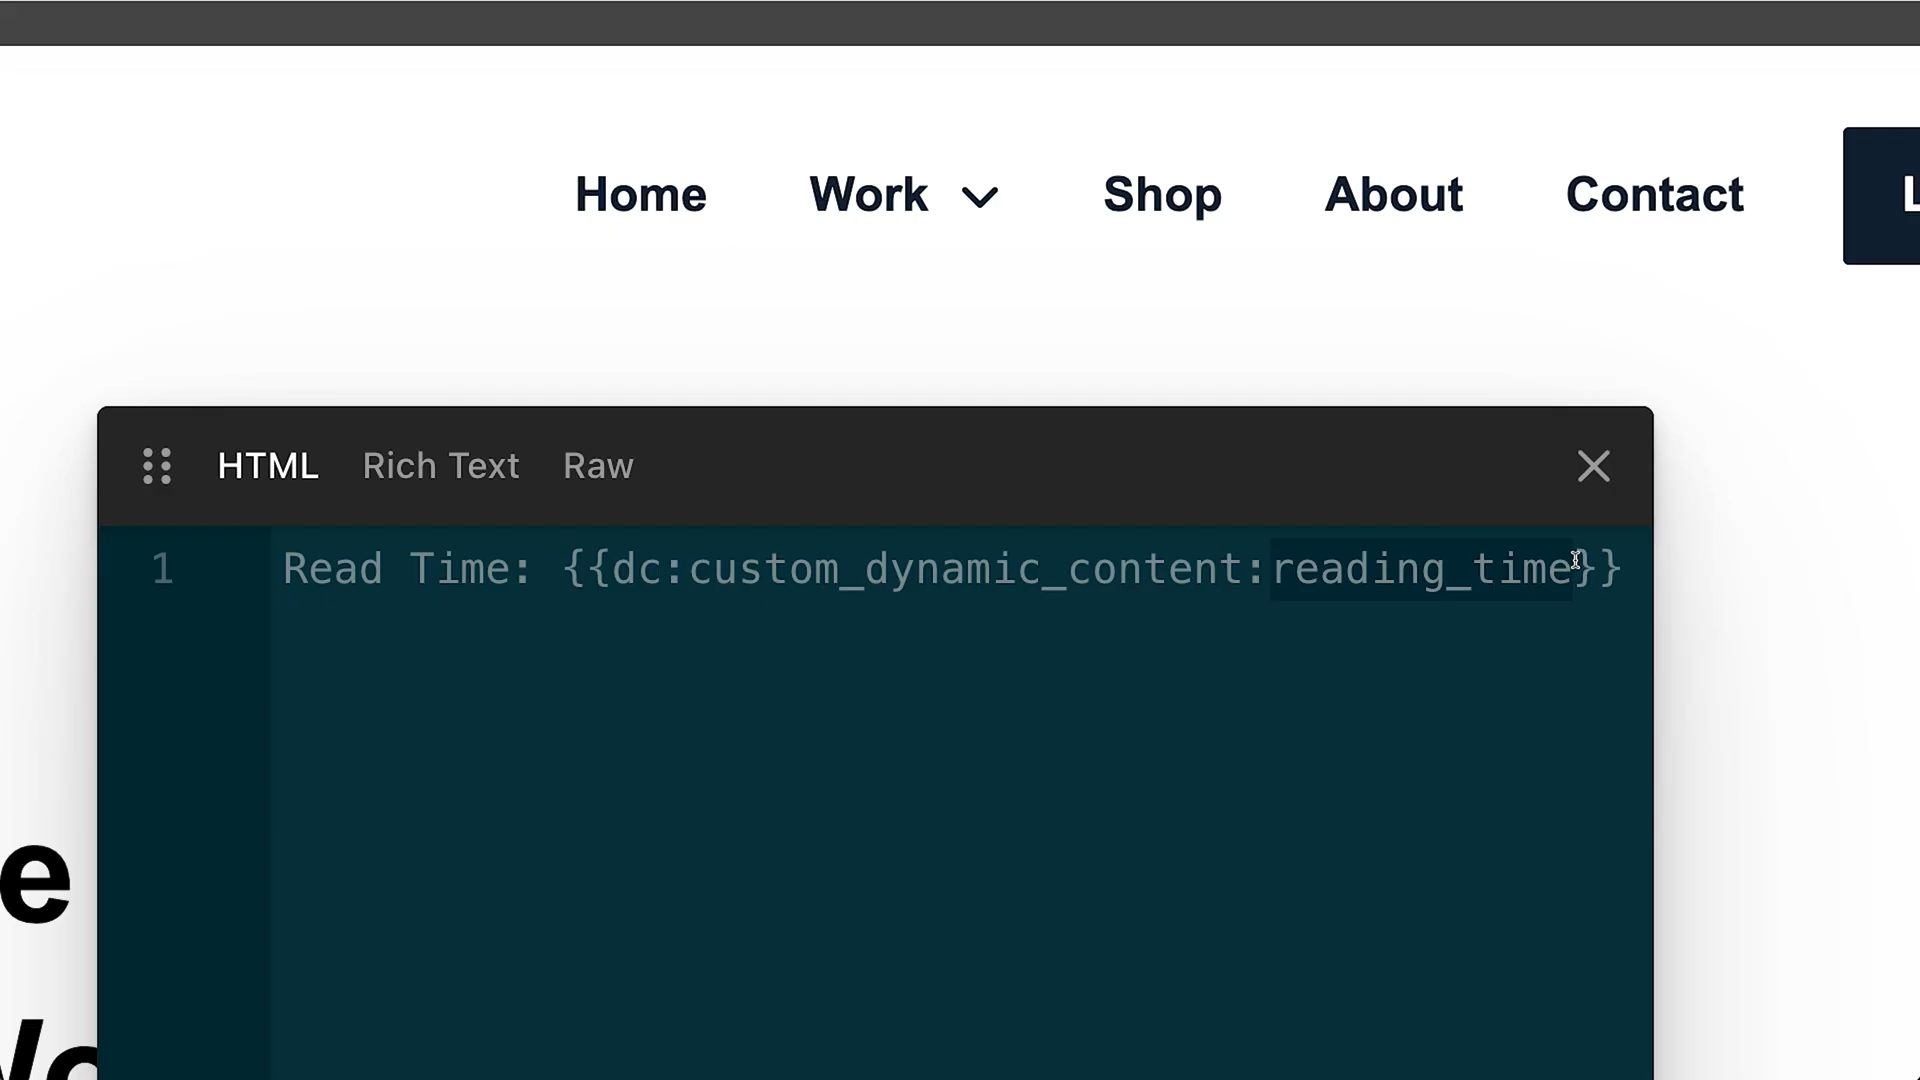 Home Work Shop About Contact L
HTML Rich Text Raw
1 Read Time: {{dc:custom_dynamic_content:reading_time}}
e